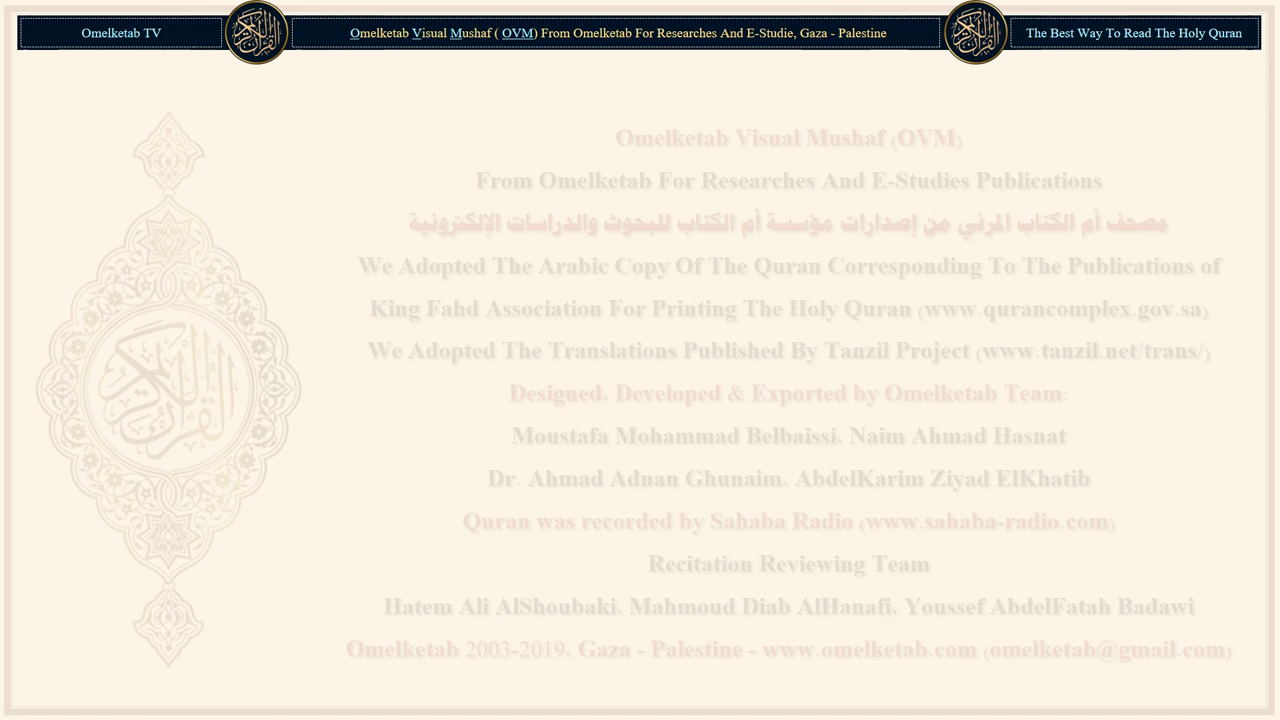 Omelketab TV
Omelketab Visual Mushaf ( OVM) From Omelketab For Researches And E-Studie, Gaza - Palestine
The Best Way To Read The Holy Quran
Omelketab Visual Mushaf (OVM)
From Omelketab For Researches And E-Studies Publications
مصحف أم الكتاب المرئي من إصدارات مؤسسة أم الكتاب للبحوث والدراسات الإلكترونية
We Adopted The Arabic Copy Of The Quran Corresponding To The Publications of
King Fahd Association For Printing The Holy Quran (www.qurancomplex.gov.sa)
We Adopted The Translations Published By Tanzil Project (www.tanzil.net/trans/)
Designed، Developed & Exported by Omelketab Team:
Moustafa Mohammad Belbaissi، Naim Ahmad Hasnat
Dr. Ahmad Adnan Ghunaim، AbdelKarim Ziyad ElKhatib
Quran was recorded by Sahaba Radio (www.sahaba-radio.com)
Recitation Reviewing Team
Hatem Ali AlShoubaki، Mahmoud Diab AlHanafi، Youssef AbdelFatah Badawi
Omelketab 2003-2019، Gaza - Palestine - www.omelketab.com (omelketab@gmail.com)
القرآن الكريم